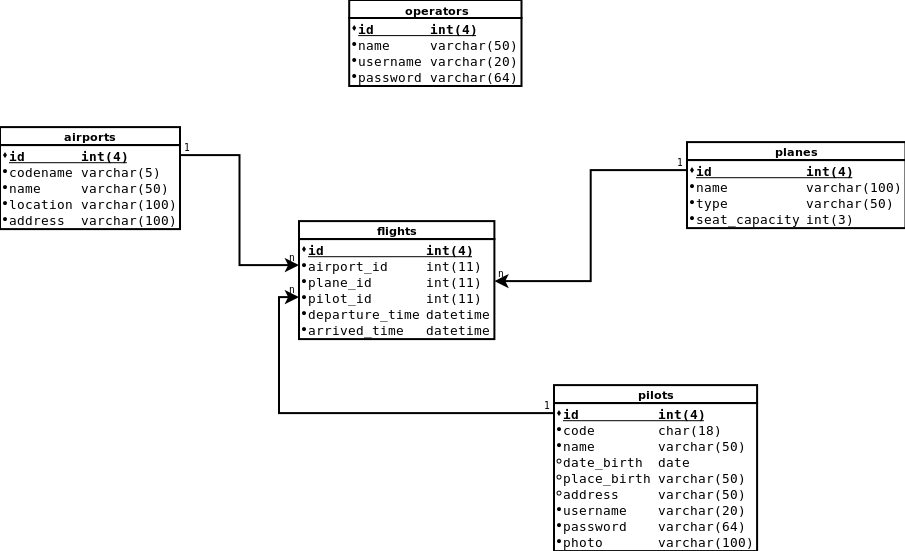 operators
id int(4)
name varchar(50)
username varchar(20)
password varchar(64)
airports
id int(4)
codename varchar(5)
name varchar(50)
location varchar(100)
address varchar(100)
1
planes
id int(4)
name varchar(100)
type varchar(50)
seat_capacity int(3)
1
flights
id int(4)
airport_id int(11)
plane_id int(11)
pilot_id int(11)
departure_time datetime
arrived_time datetime
n
n
n
pilots
id int(4)
code char(18)
name varchar(50)
date_birth date
place_birth varchar(50)
address varchar(50)
username varchar(20)
password varchar(64)
photo varchar(100)
1